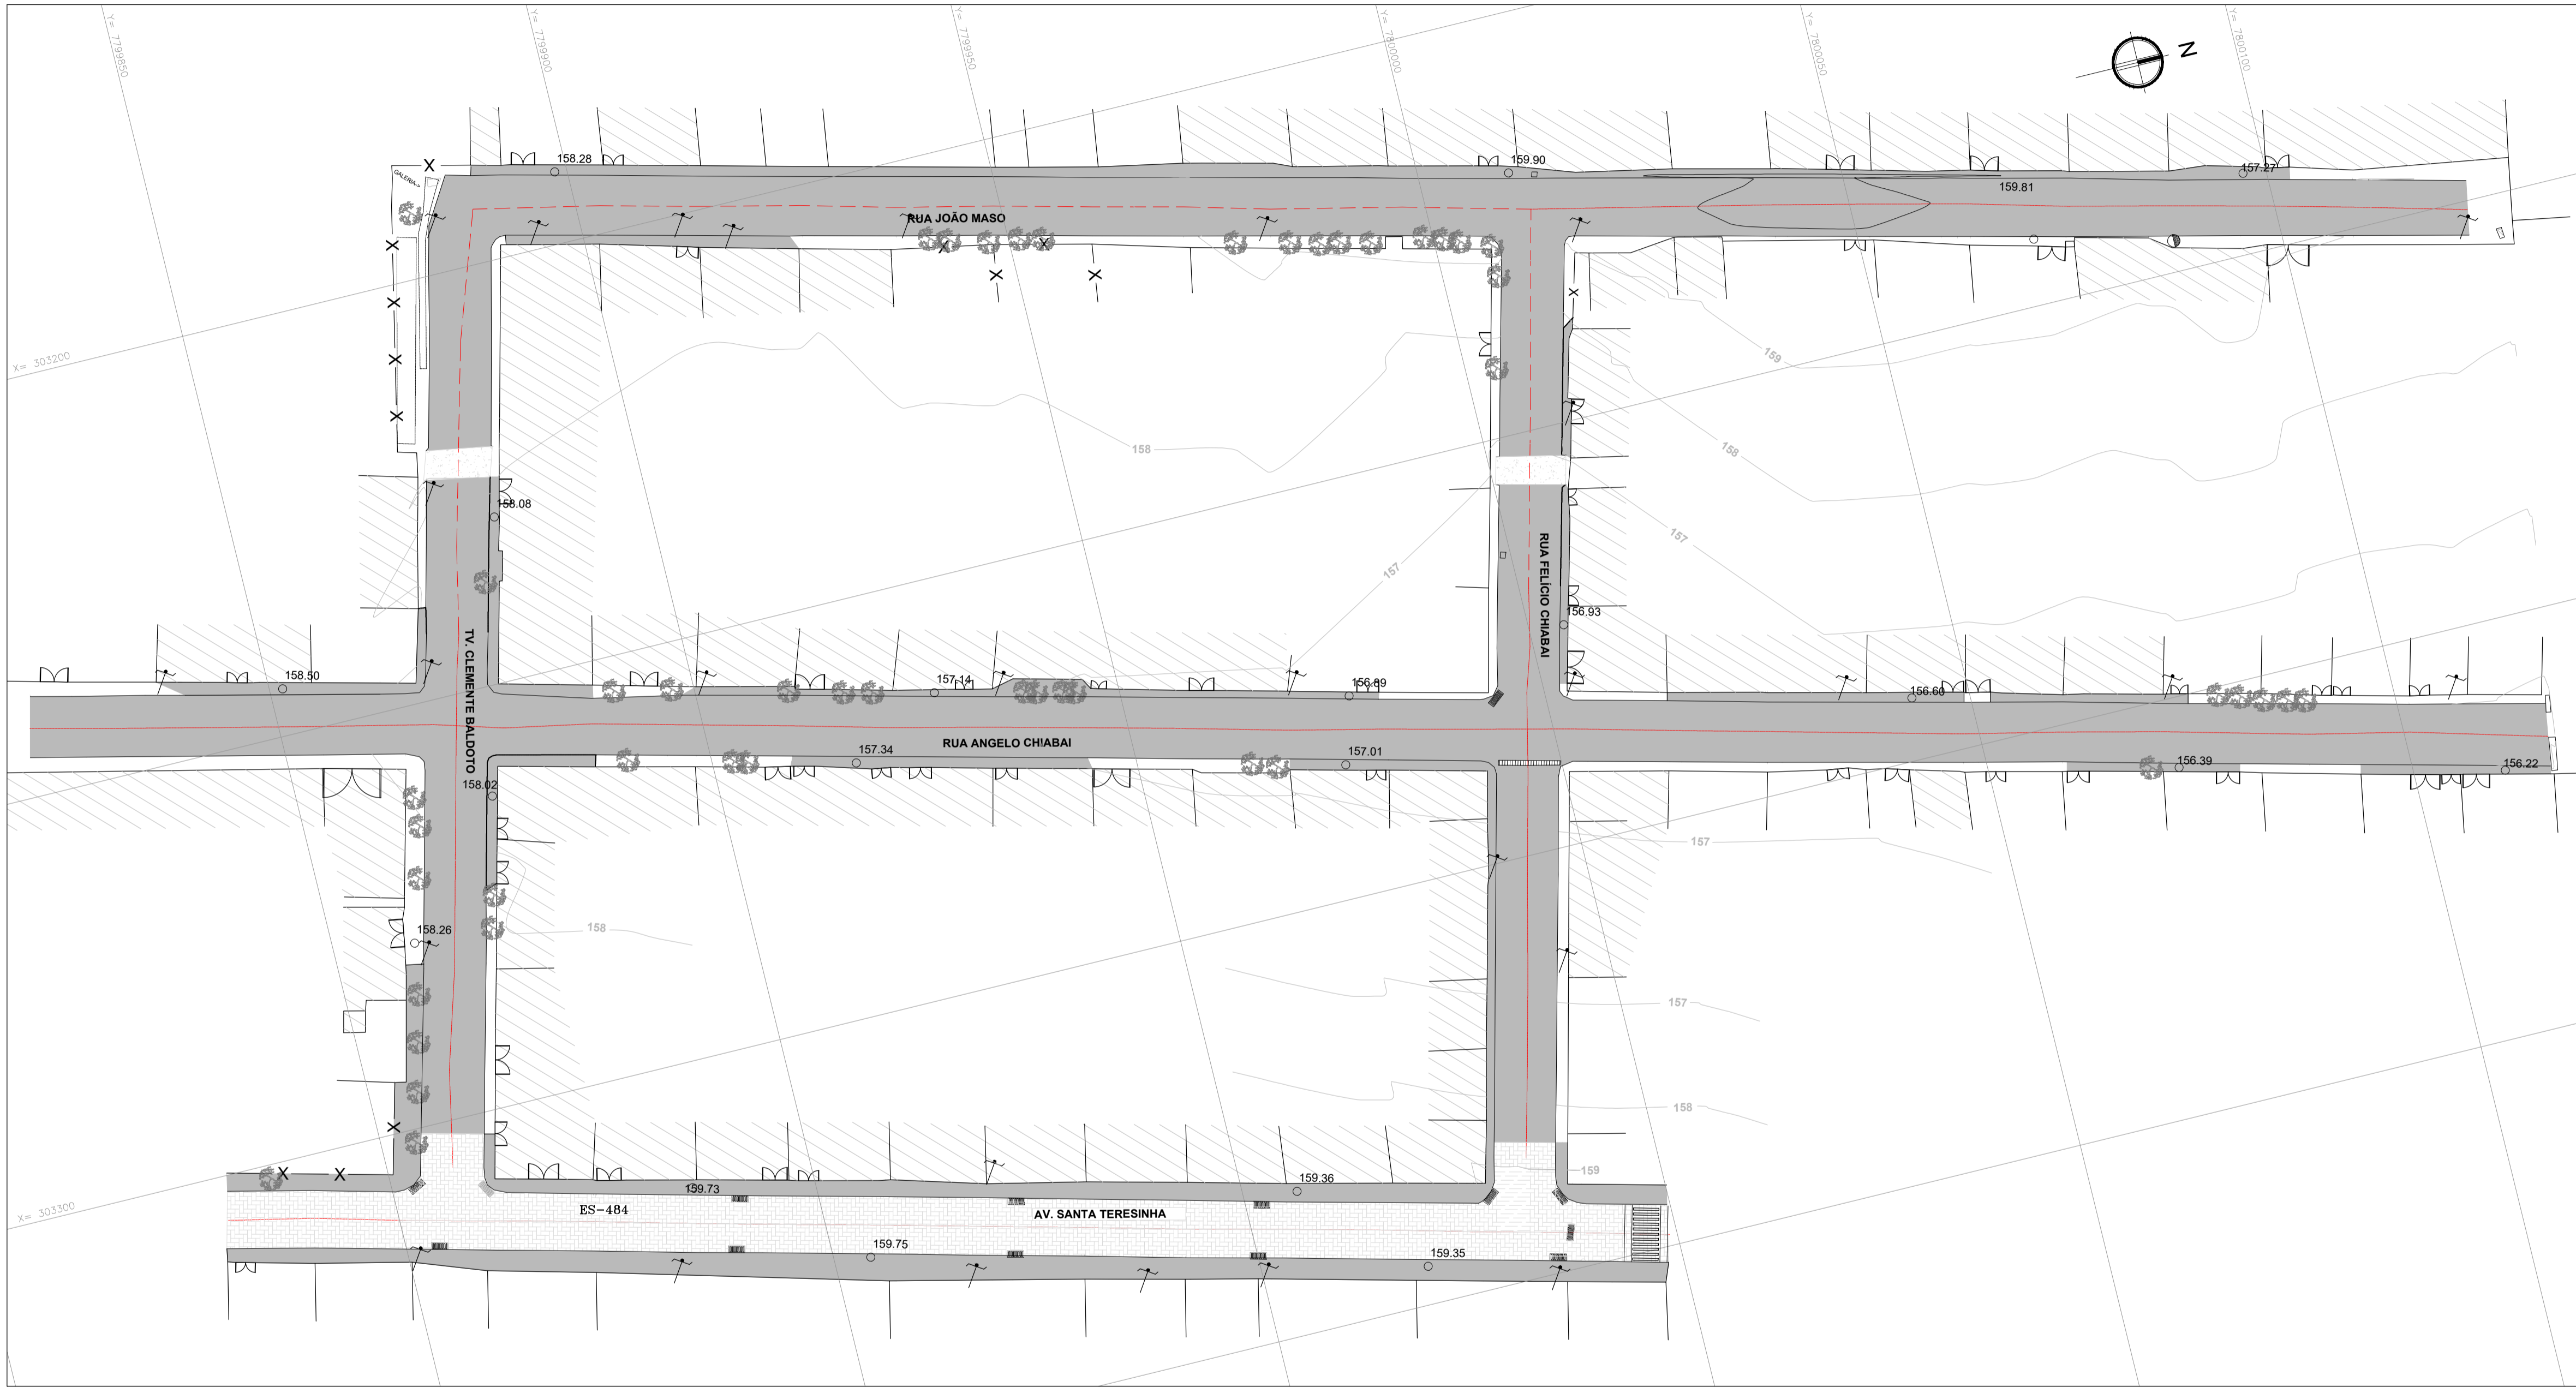 Y= 7799850
Y= 7799900
Y= 7799950
Y= 7800000
Y= 7800050
Y= 7800100
N
158.28
159.90
157.27
GALERIA->
159.81
RUA JOÃO MASO
X= 303200
159
158
158
158.08
157
157
RUA FELÍCIO CHIABAI
156.93
TV. CLEMENTE BALDOTO
158.50
157.14
156.89
156.60
RUA ANGELO CHIABAI
157.34
157.01
156.39
156.22
158.02
157
158
158.26
157
158
159
159.73
159.36
X= 303300
ES-484
AV. SANTA TERESINHA
159.75
159.35